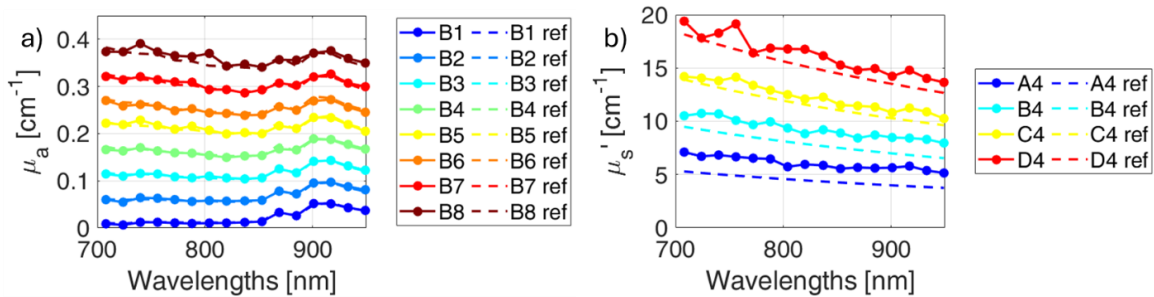 a)
μa [cm-1]
0.4
0.3
0.2
0.1
0
700 800 900
Wavelengths [nm]
B1 B1 ref
B2 B2 ref
B3 B3 ref
B4 B4 ref
B5 B5 ref
B6 B6 ref
B7 B7 ref
B8 B8 ref
b)
μs' [cm-1]
20
15
10
5
0
700 800 900
Wavelengths [nm]
A4 A4 ref
B4 B4 ref
C4 C4 ref
D4 D4 ref